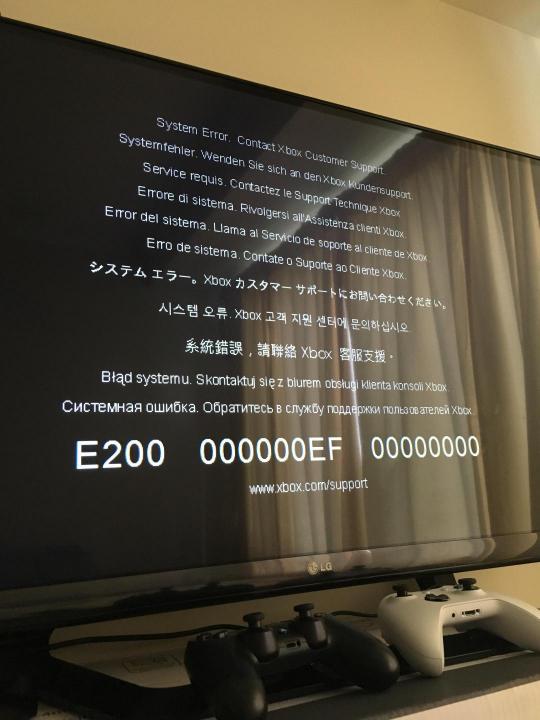 System Error. Contact Xbox Customer Support.
Systemfehler. Wenden Sie sich an den Xbox Kundensupport.
Service requis. Contactez le Support Technique Xbox
Errore di sistema. Rivolgersi all'Assistenza clienti Xbox
Error del sistema. Llama al Servicio de soporte al cliente de Xbox
Erro de sistema. Contate o Suporte ao Cliente Xbox.
システム エラー。Xbox カスタマー サポートにお問い合わせください。
시스템 오류. Xbox 고객 지원 센터에 문의하십시오.
系統錯誤，請聯絡 Xbox 客服支援。
Błąd systemu. Skontaktuj się z biurem obsługi klienta konsoli Xbox.
Системная ошибка. Обратитесь в службу поддержки пользователей Xbox.
E200 000000EF 00000000
www.xbox.com/support
LG